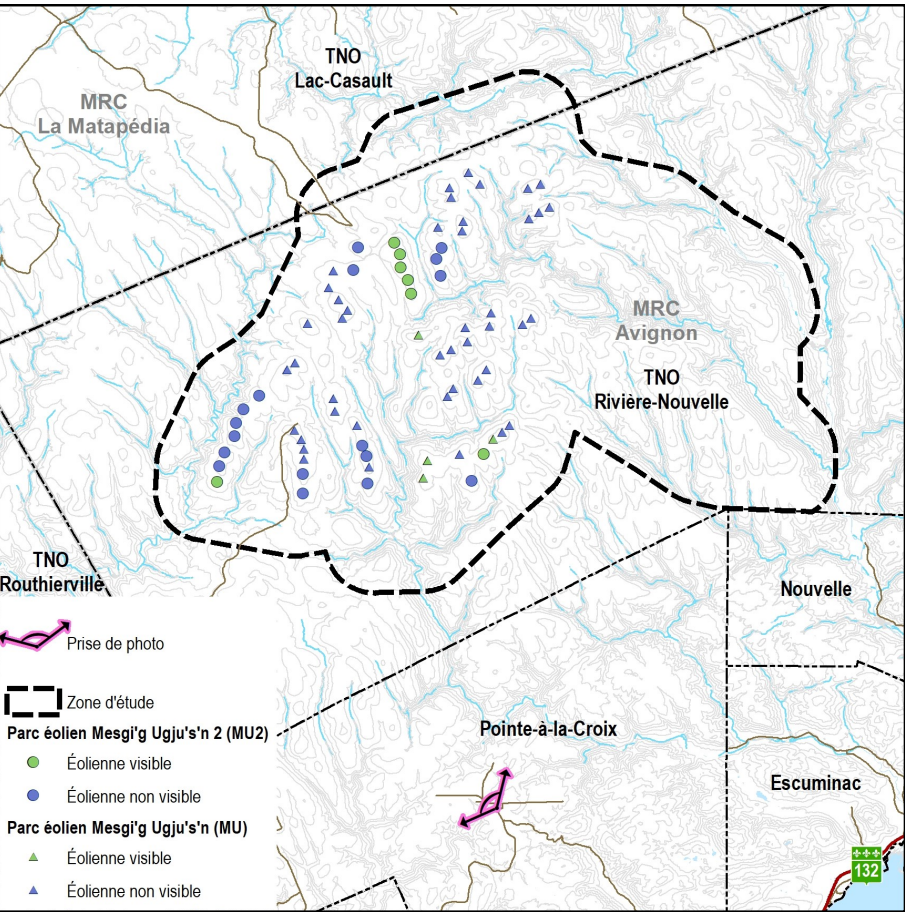 TNO
Lac-Casault
MRC
La Matapédia
MRC
Avignon
TNO
Rivière-Nouvelle
TNO
Routhierville
Nouvelle
Pointe-à-la-Croix
Escuminac
132
Prise de photo
Zone d'étude
Parc éolien Mesgi'g Ugju's'n 2 (MU2)
Éolienne visible
Éolienne non visible
Parc éolien Mesgi'g Ugju's'n (MU)
Éolienne visible
Éolienne non visible